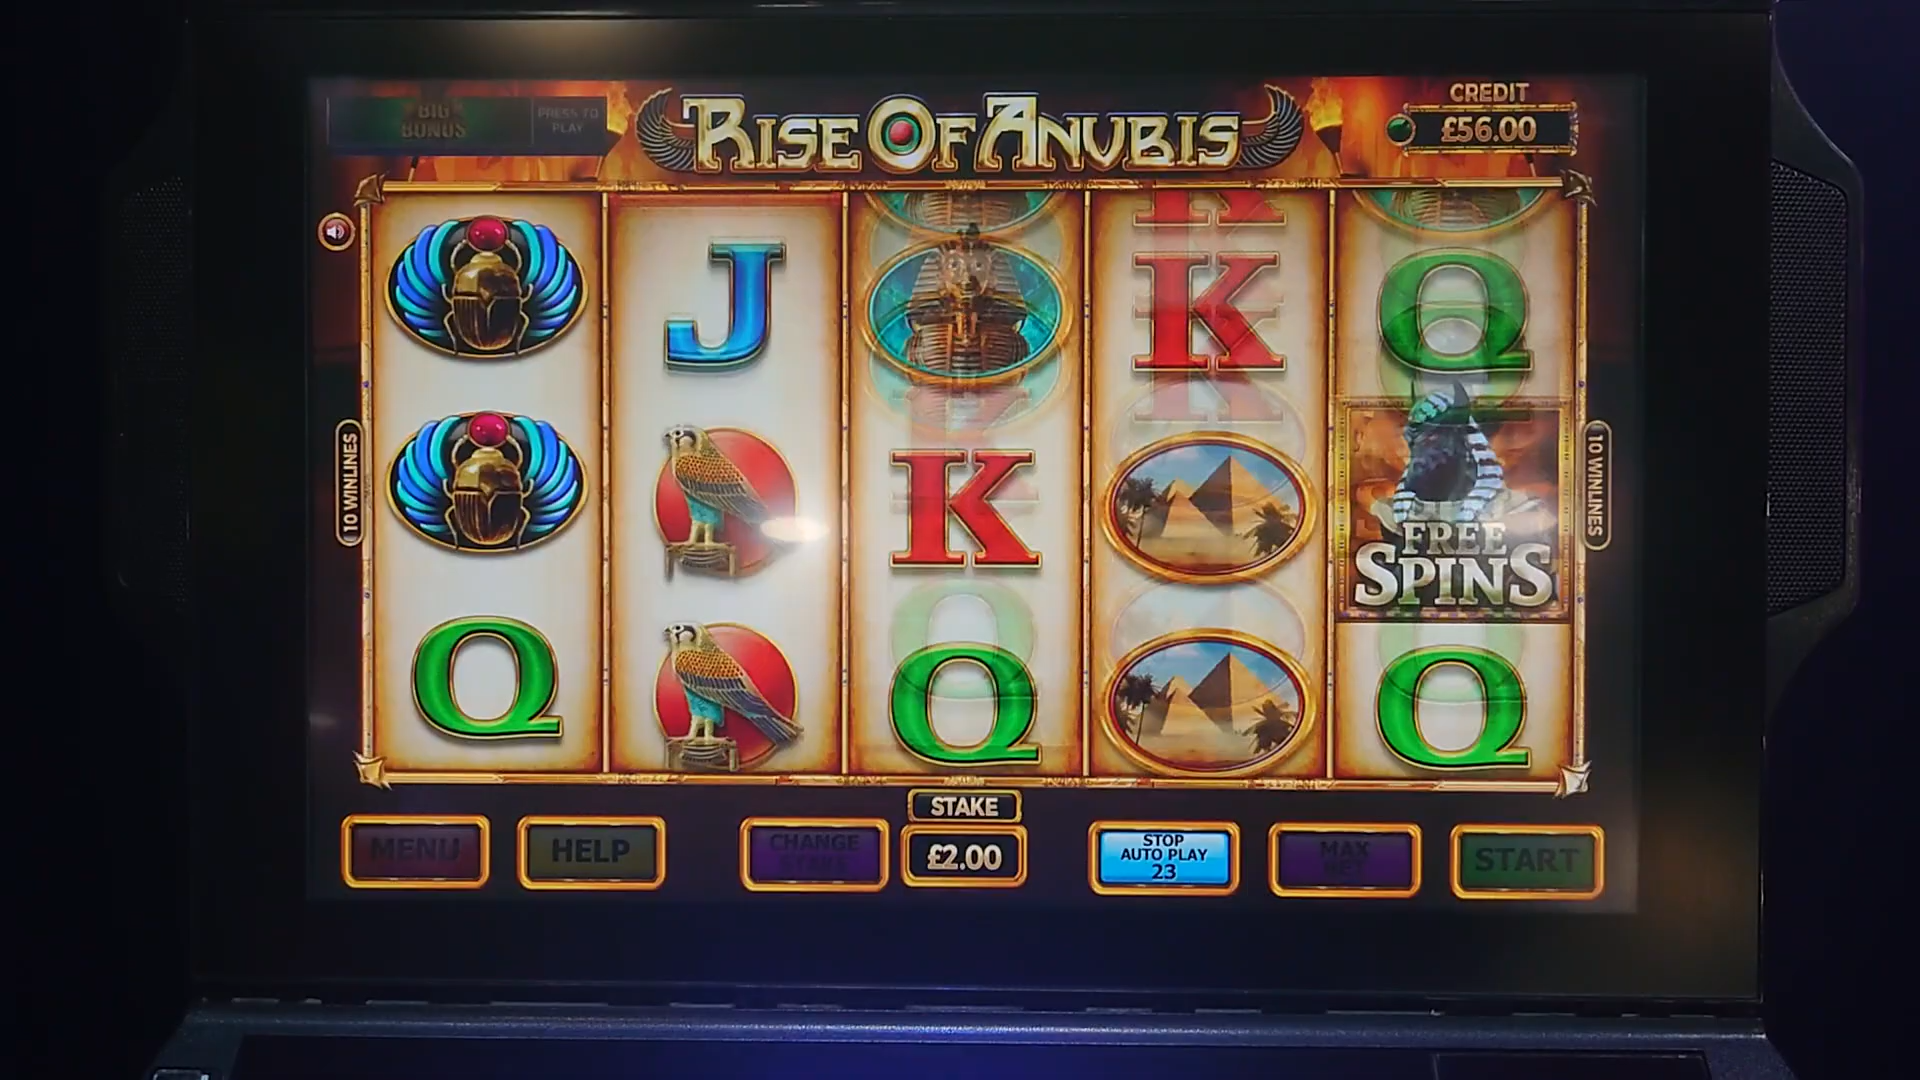 BIG
BONUS
PRESS TO
PLAY
RISE OF ANUBIS
CREDIT
£56.00
J
K
Q
K
Q
Q
Q
FREE
SPINS
10 WINLINES
10 WINLINES
STAKE
£2.00
MENU
HELP
CHANGE
STAKE
STOP
AUTO PLAY
23
MAX
BET
START